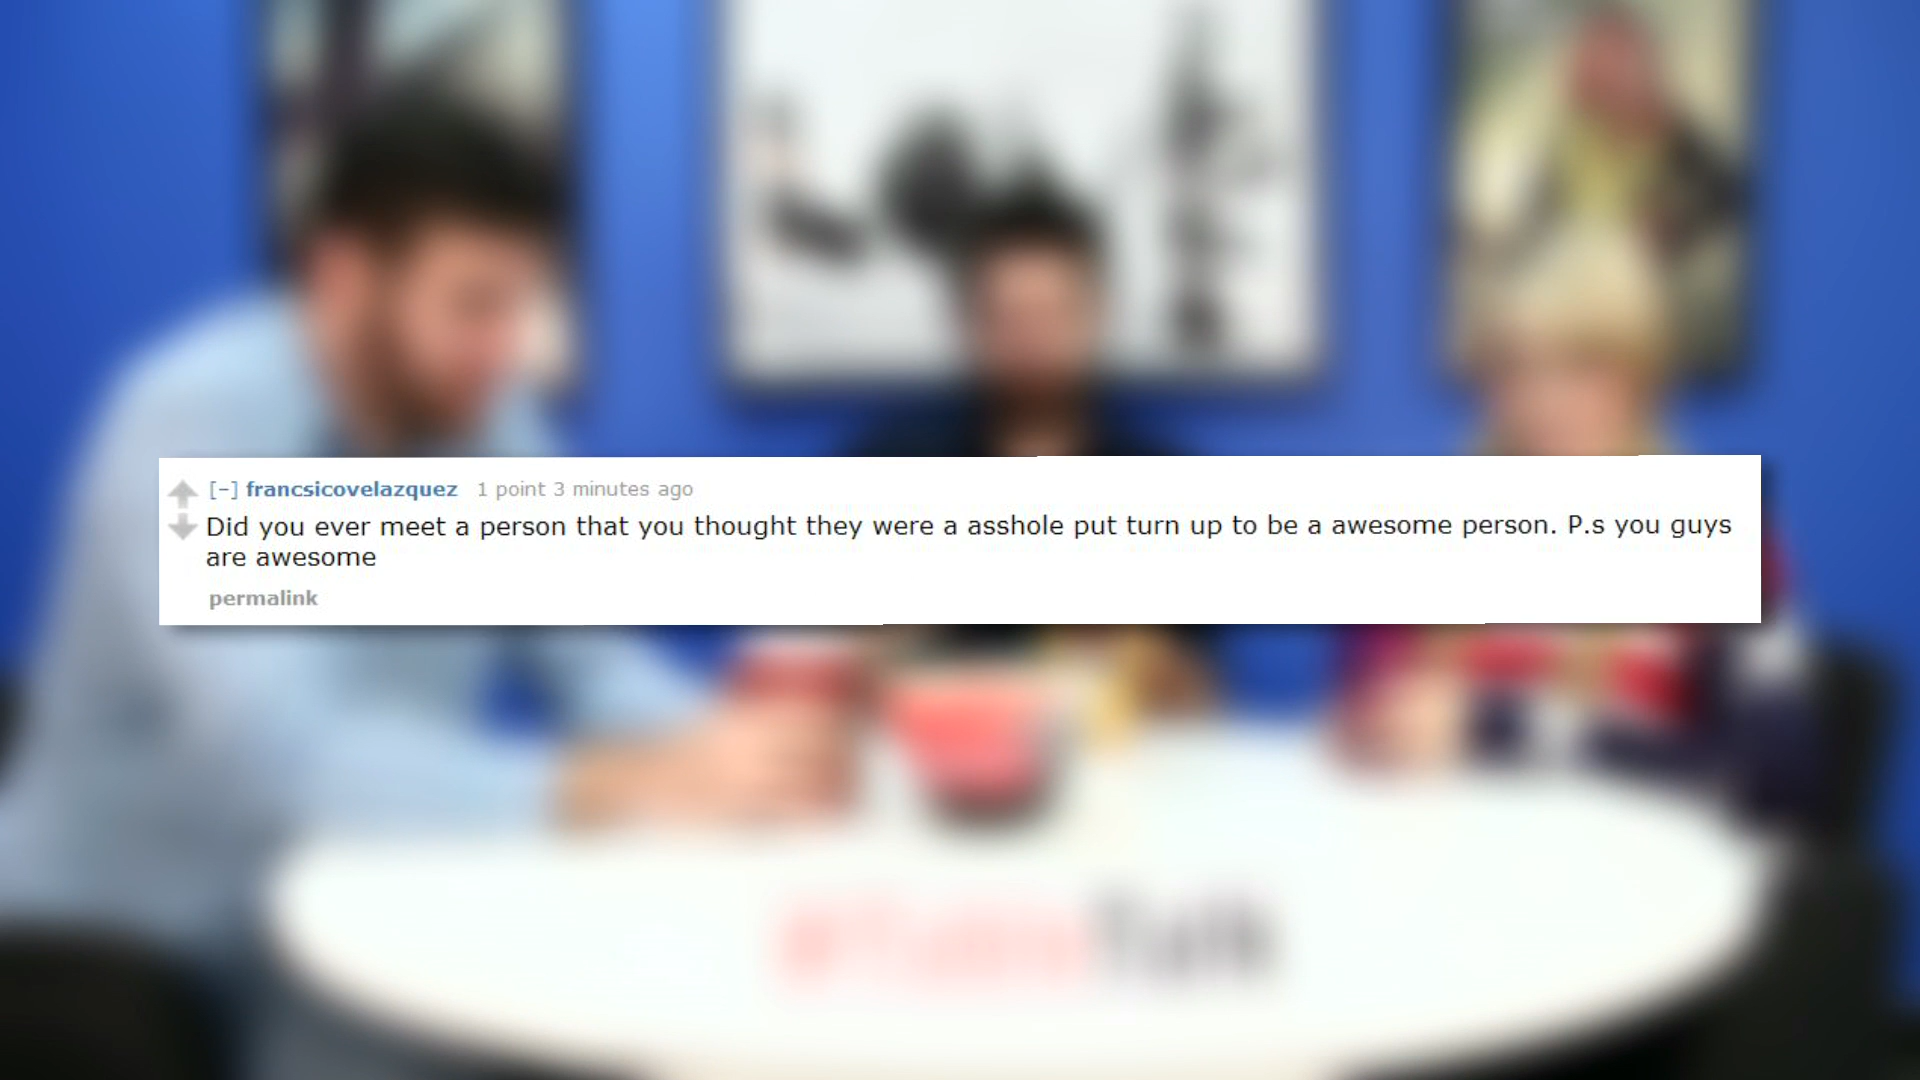 [-] francsicovelazquez 1 point 3 minutes ago
Did you ever meet a person that you thought they were a asshole put turn up to be a awesome person. P.s you guys
are awesome
permalink